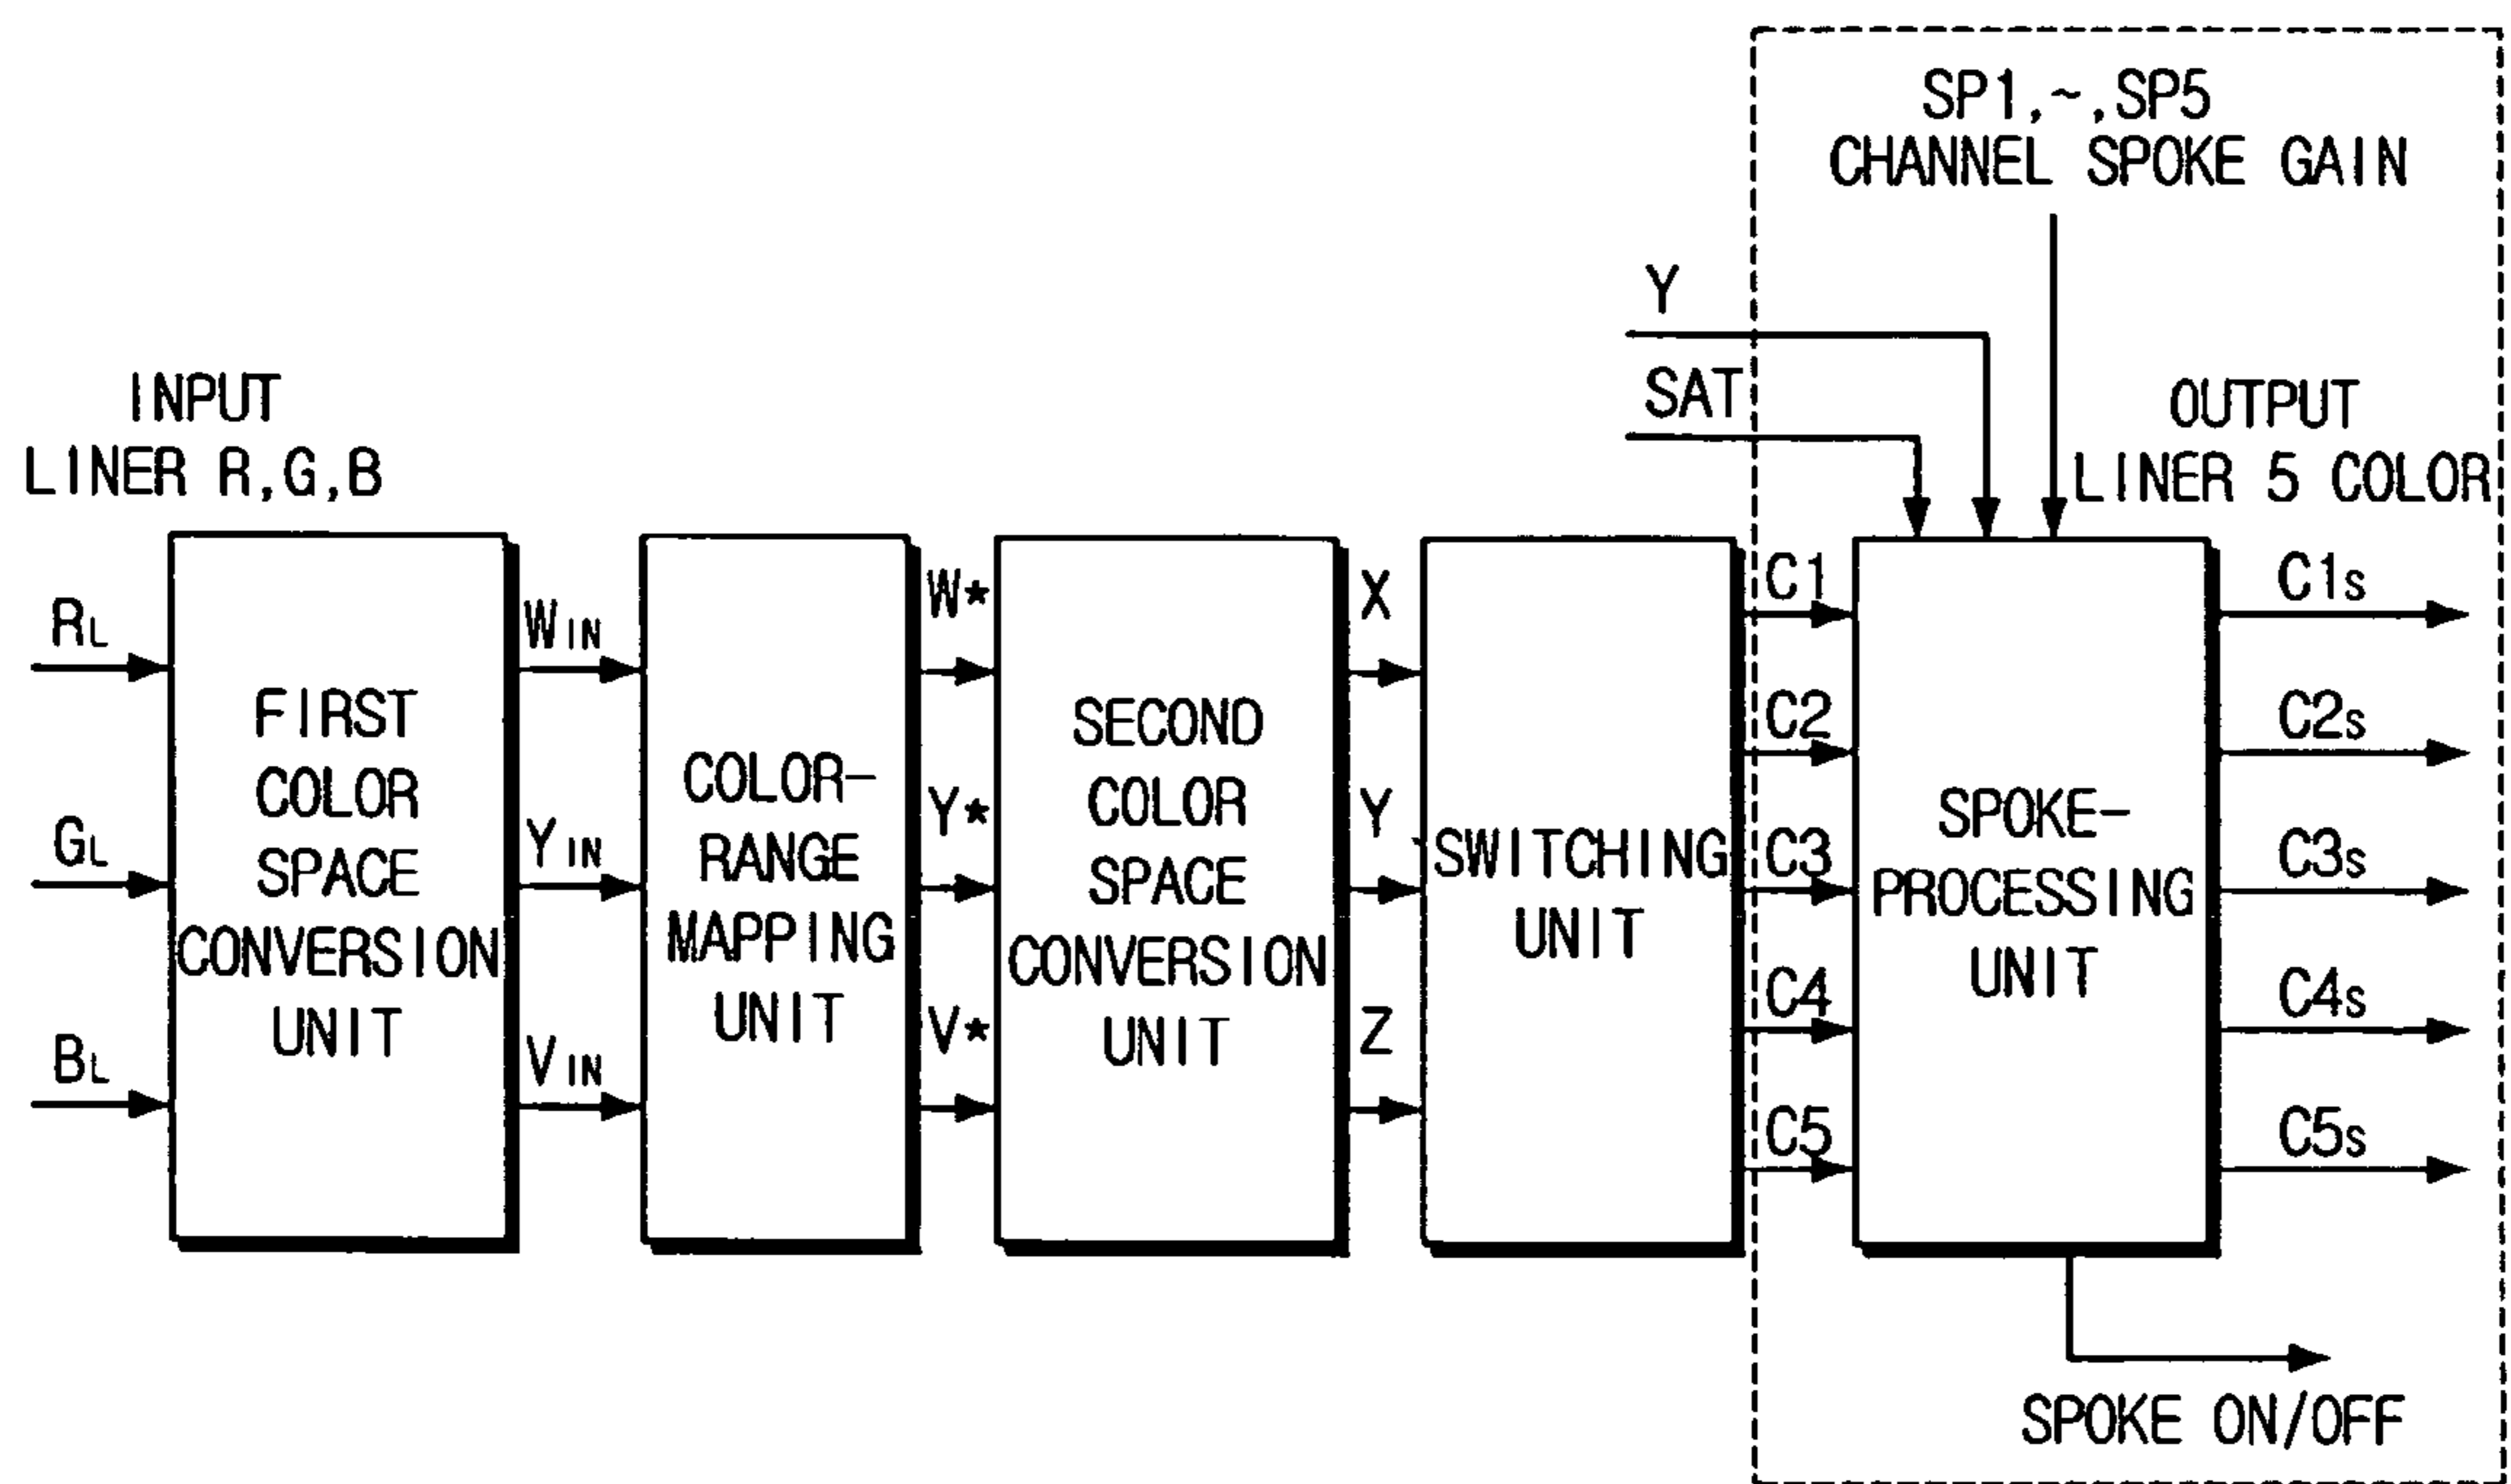 SP1,~,SP5
CHANNEL SPOKE GAIN
Y
SAT
INPUT
LINER R,G,B
OUTPUT
LINER 5 COLOR
RL
GL
BL
FIRST
COLOR
SPACE
CONVERSION
UNIT
WIN
YIN
VIN
COLOR-
RANGE
MAPPING
UNIT
W*
Y*
V*
SECOND
COLOR
SPACE
CONVERSION
UNIT
X
Y
Z
SWITCHING
UNIT
C1
C2
C3
C4
C5
SPOKE-
PROCESSING
UNIT
C1s
C2s
C3s
C4s
C5s
SPOKE ON/OFF